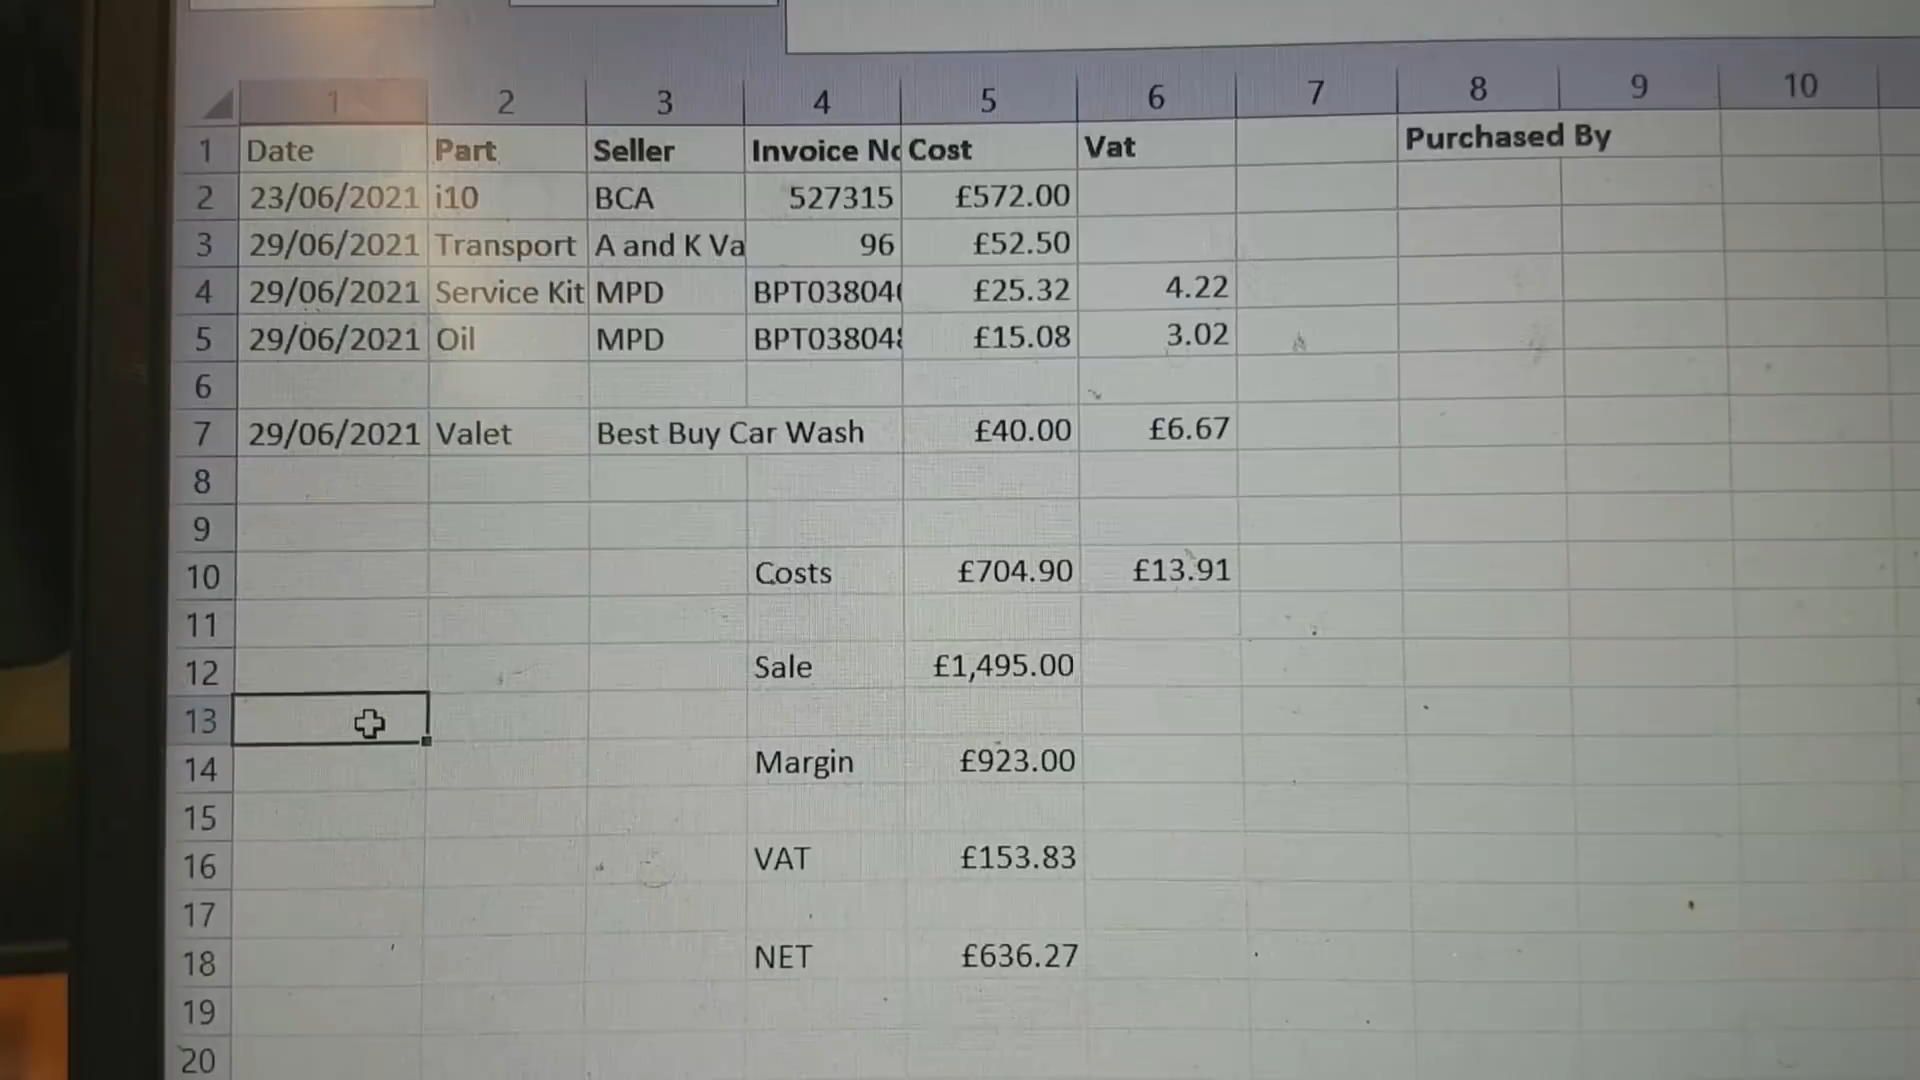 1 2 3 4 5 6 7 8 9 10
1 Date Part Seller Invoice No Cost Vat Purchased By
2 23/06/2021 i10 BCA 527315 £572.00
3 29/06/2021 Transport A and K Va 96 £52.50
4 29/06/2021 Service Kit MPD BPT03804 £25.32 4.22
5 29/06/2021 Oil MPD BPT03804 £15.08 3.02
6
7 29/06/2021 Valet Best Buy Car Wash £40.00 £6.67
8
9
10 Costs £704.90 £13.91
11
12 Sale £1,495.00
13
14 Margin £923.00
15
16 VAT £153.83
17
18 NET £636.27
19
20